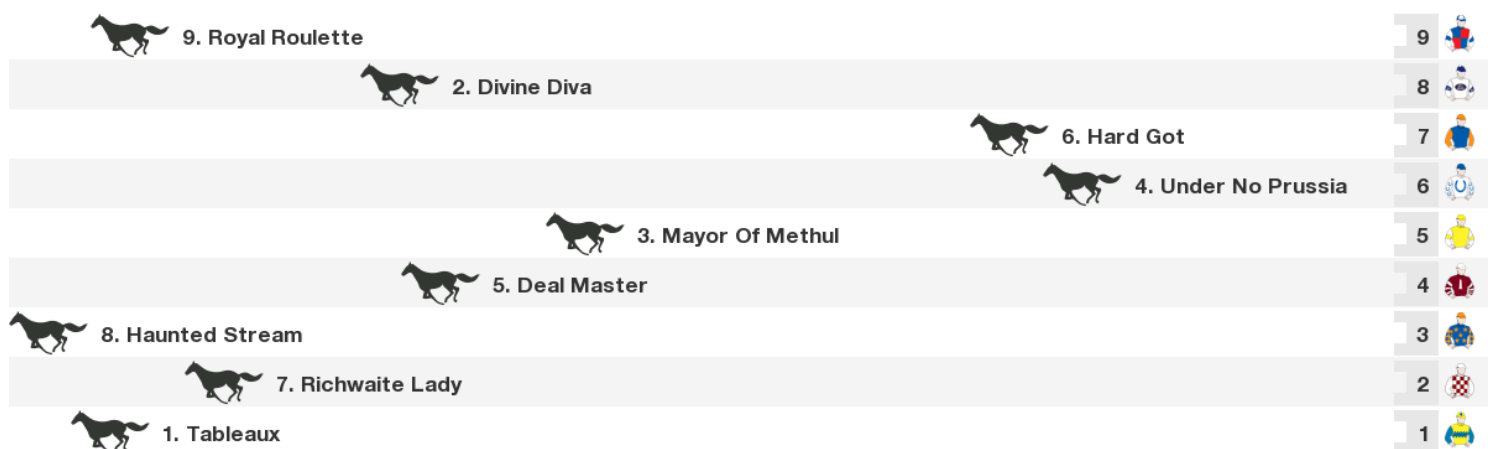 9. Royal Roulette 9
2. Divine Diva 8
6. Hard Got 7
4. Under No Prussia 6
3. Mayor Of Methul 5
5. Deal Master 4
8. Haunted Stream 3
7. Richwaite Lady 2
1. Tableaux 1